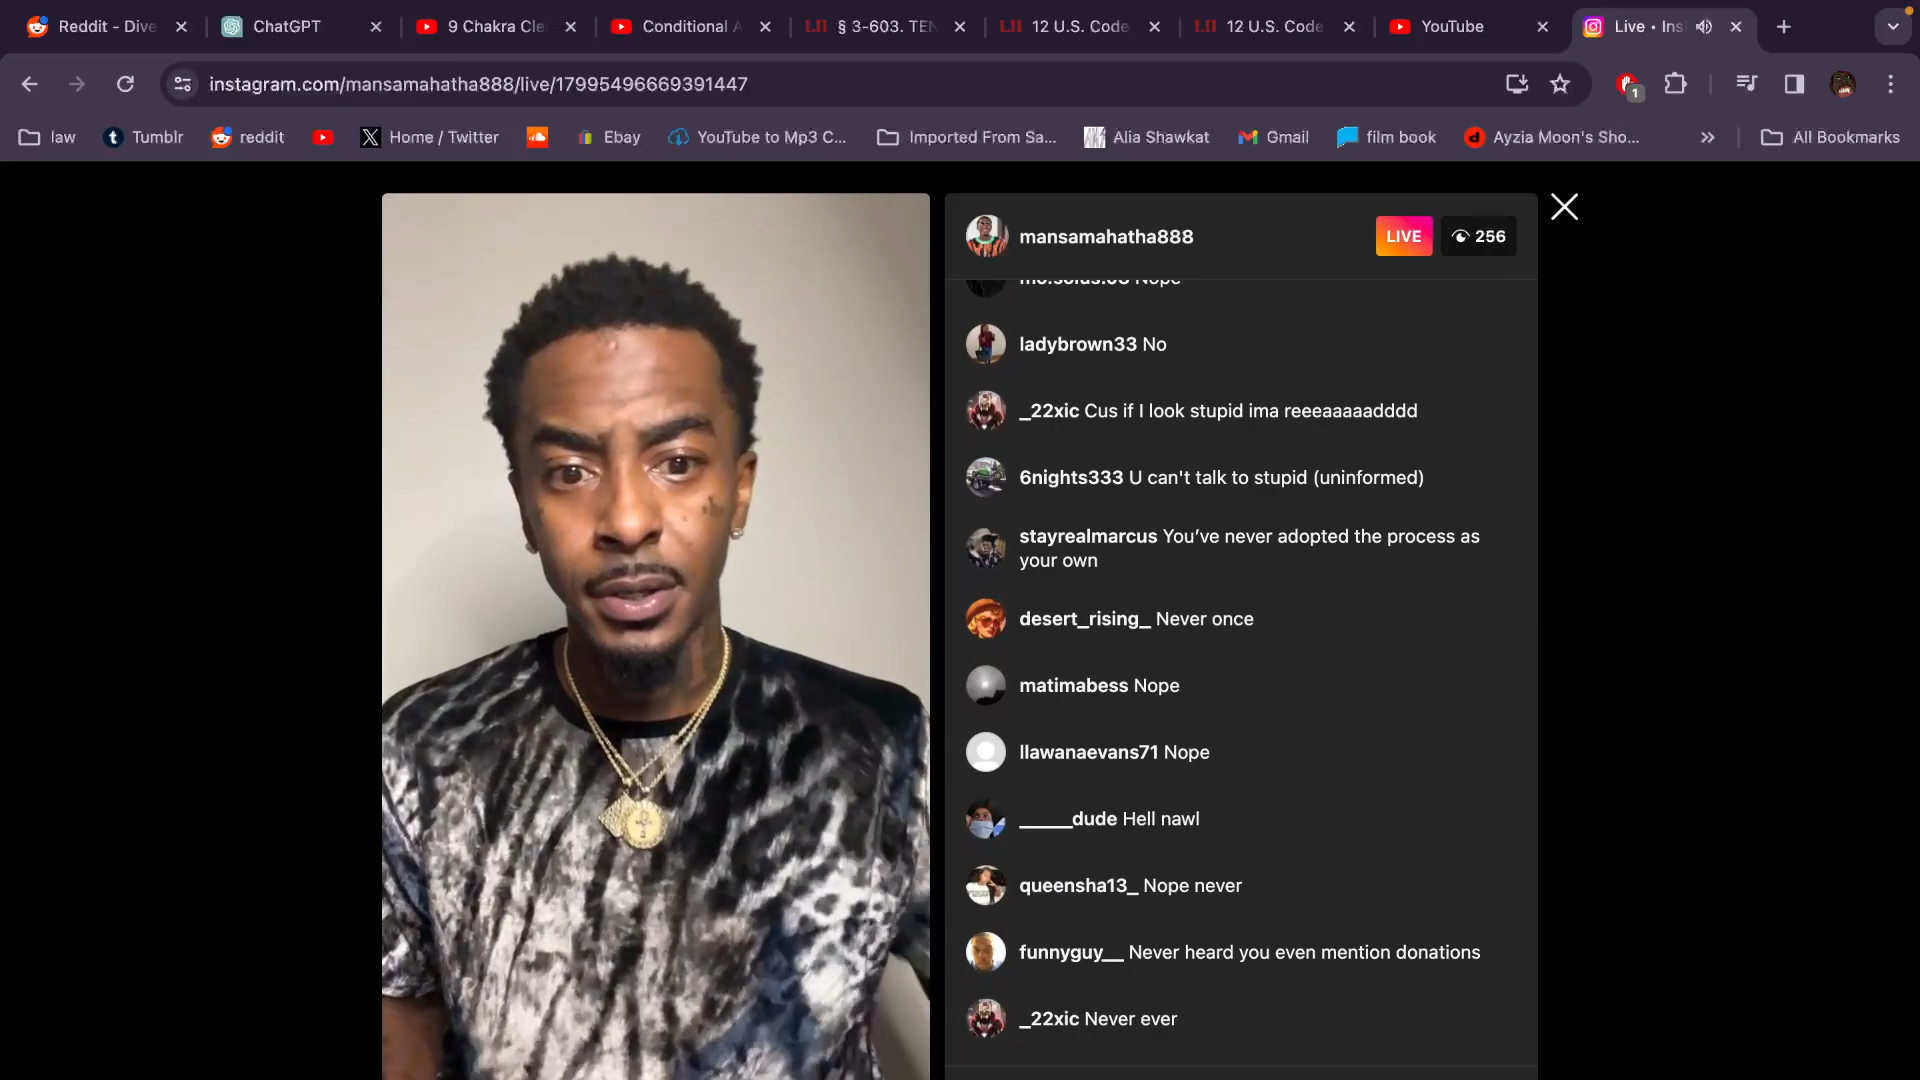 Reddit - Dive
ChatGPT
9 Chakra Cle
Conditional A
LII § 3-603. TEN
LII 12 U.S. Code
LII 12 U.S. Code
YouTube
Live • Ins
instagram.com/mansamahatha888/live/17995496669391447
1
law
Tumblr
reddit
Home / Twitter
Ebay
YouTube to Mp3 C...
Imported From Sa...
Alia Shawkat
Gmail
film book
Ayzia Moon's Sho...
All Bookmarks
mansamahatha888
LIVE
256
Nope
ladybrown33 No
_22xic Cus if I look stupid ima reeeaaaaadddd
6nights333 U can't talk to stupid (uninformed)
stayrealmarcus You’ve never adopted the process as
your own
desert_rising_ Never once
matimabess Nope
llawanaevans71 Nope
_____dude Hell nawl
queensha13_ Nope never
funnyguy__ Never heard you even mention donations
_22xic Never ever